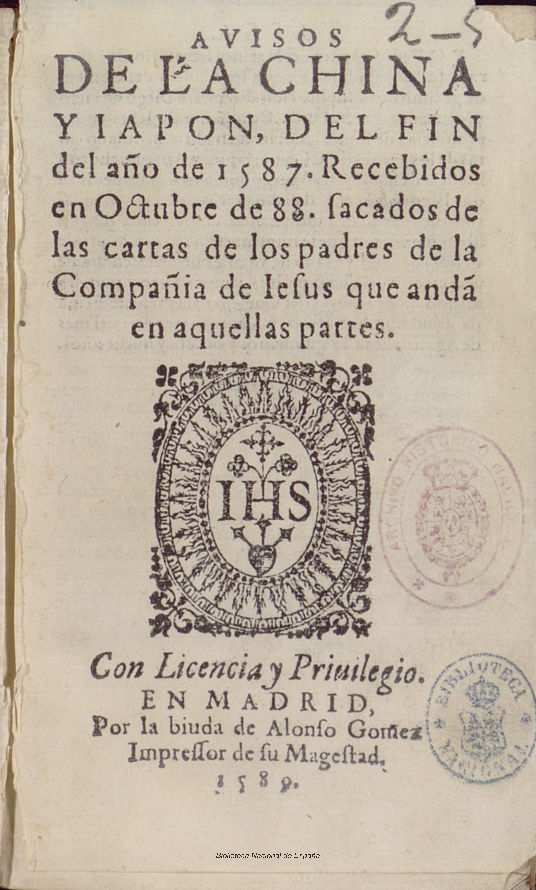 2-5
AVISOS
DE LA CHINA
Y IAPON, DEL FIN
del año de 1587. Recebidos
en Octubre de 88. sacados de
las cartas de los padres de la
Compañia de Iesus que andã
en aquellas partes.
IHS
Con Licencia y Priuilegio.
EN MADRID,
Por la biuda de Alonso Gomez
Impressor de su Magestad.
1589.
BIBLIOTECA
NACIONAL
Biblioteca Nacional de España